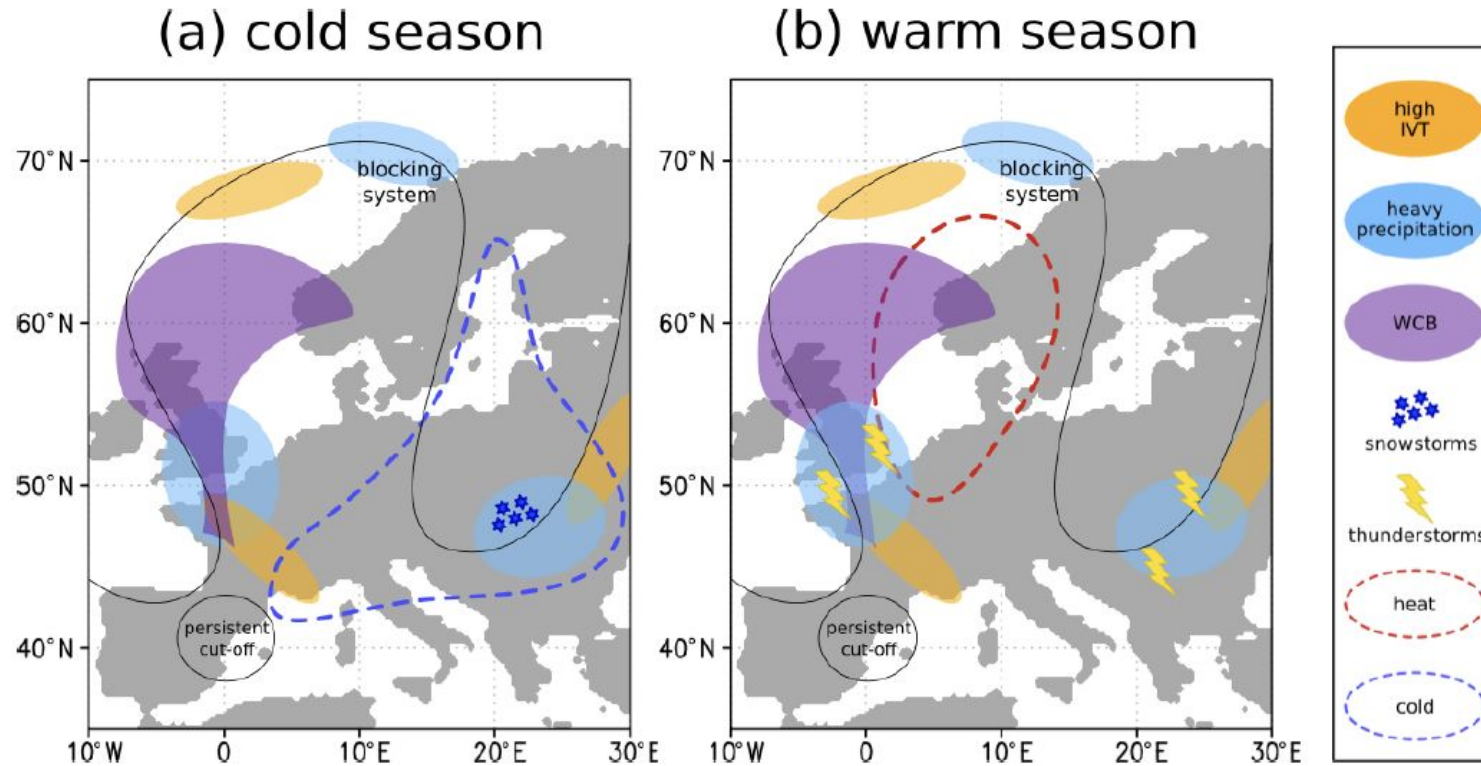 (a) cold season
(b) warm season
70°N
60°N
50°N
40°N
10°W
0
10°E
20°E
30°E
blocking
system
persistent
cut-off
70°N
60°N
50°N
40°N
10°W
0
10°E
20°E
30°E
blocking
system
persistent
cut-off
high
IVT
heavy
precipitation
WCB
snowstorms
thunderstorms
heat
cold